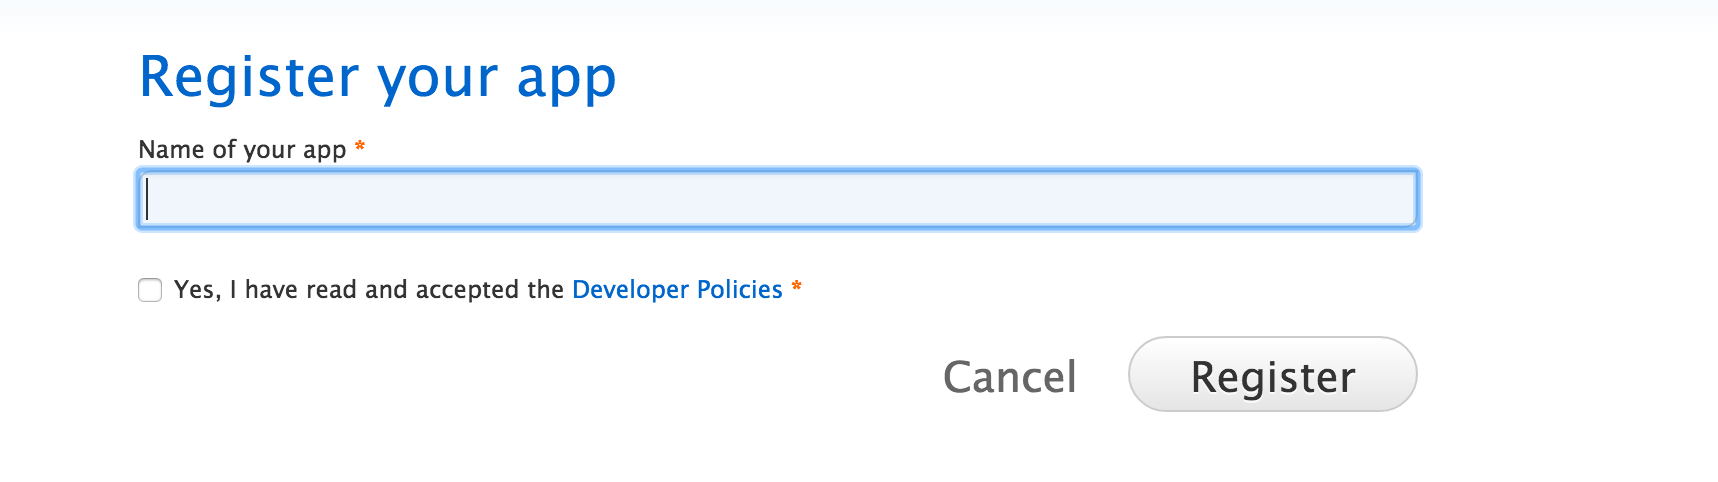 Register your app
Name of your app *
Yes, I have read and accepted the Developer Policies *
Cancel Register